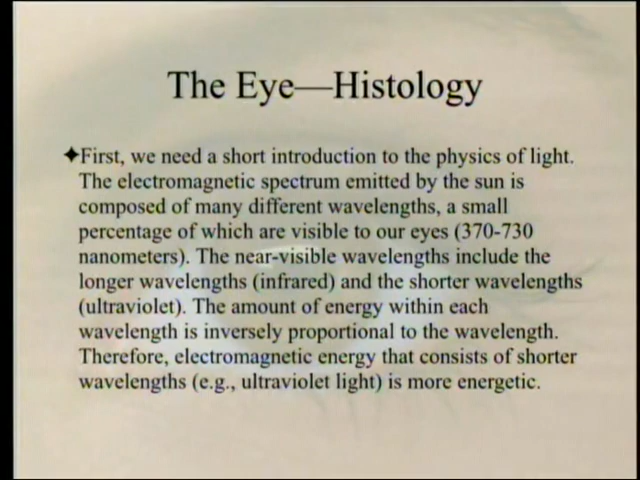 The Eye—Histology
✦First, we need a short introduction to the physics of light.
The electromagnetic spectrum emitted by the sun is
composed of many different wavelengths, a small
percentage of which are visible to our eyes (370-730
nanometers). The near-visible wavelengths include the
longer wavelengths (infrared) and the shorter wavelengths
(ultraviolet). The amount of energy within each
wavelength is inversely proportional to the wavelength.
Therefore, electromagnetic energy that consists of shorter
wavelengths (e.g., ultraviolet light) is more energetic.